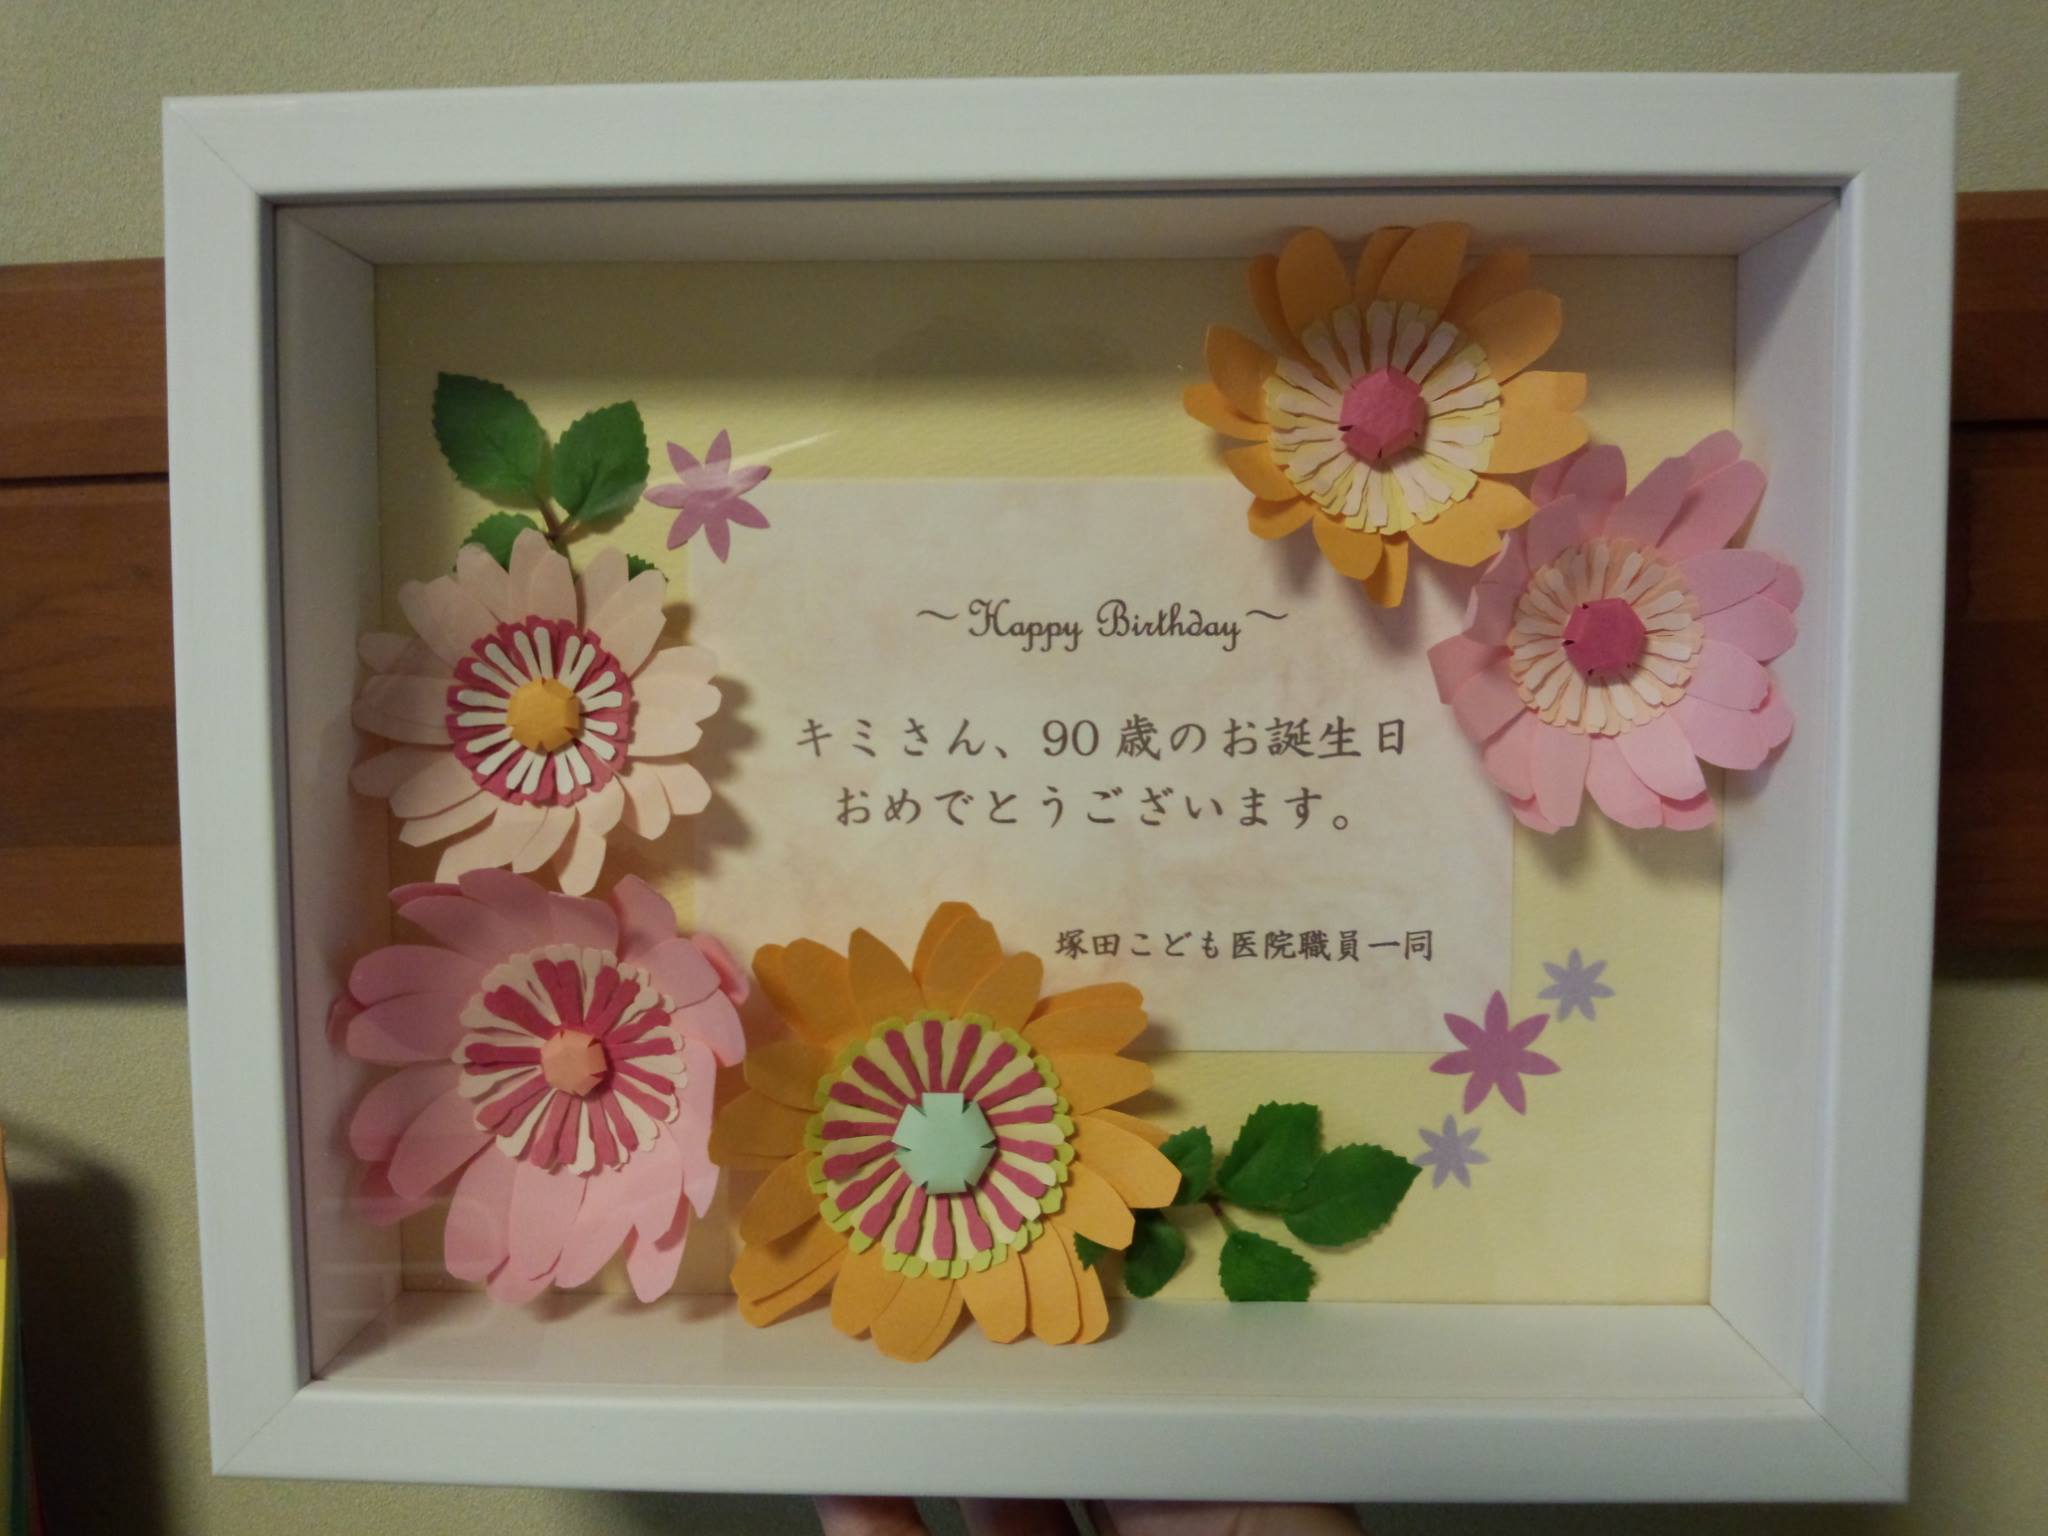 ～Happy Birthday～
キミさん、90歳のお誕生日
おめでとうございます。
塚田こども医院職員一同